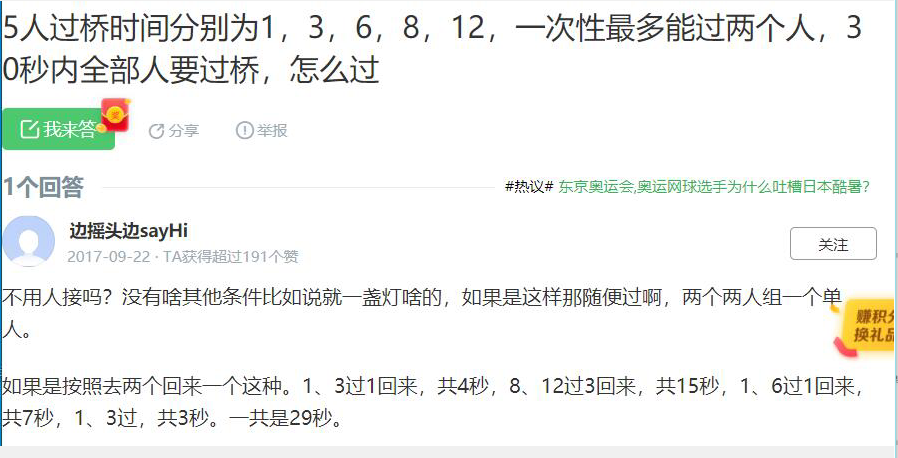 5人过桥时间分别为1，3，6，8，12，一次性最多能过两个人，3
0秒内全部人要过桥，怎么过
奖
我来答
分享
举报
1个回答
#热议# 东京奥运会,奥运网球选手为什么吐槽日本酷暑？
边摇头边sayHi
2017-09-22 · TA获得超过191个赞
关注
不用人接吗？没有啥其他条件比如说就一盏灯啥的，如果是这样那随便过啊，两个两人组一个单
人。
赚积分
换礼品
如果是按照去两个回来一个这种。1、3过1回来，共4秒，8、12过3回来，共15秒，1、6过1回来，
共7秒，1、3过，共3秒。一共是29秒。